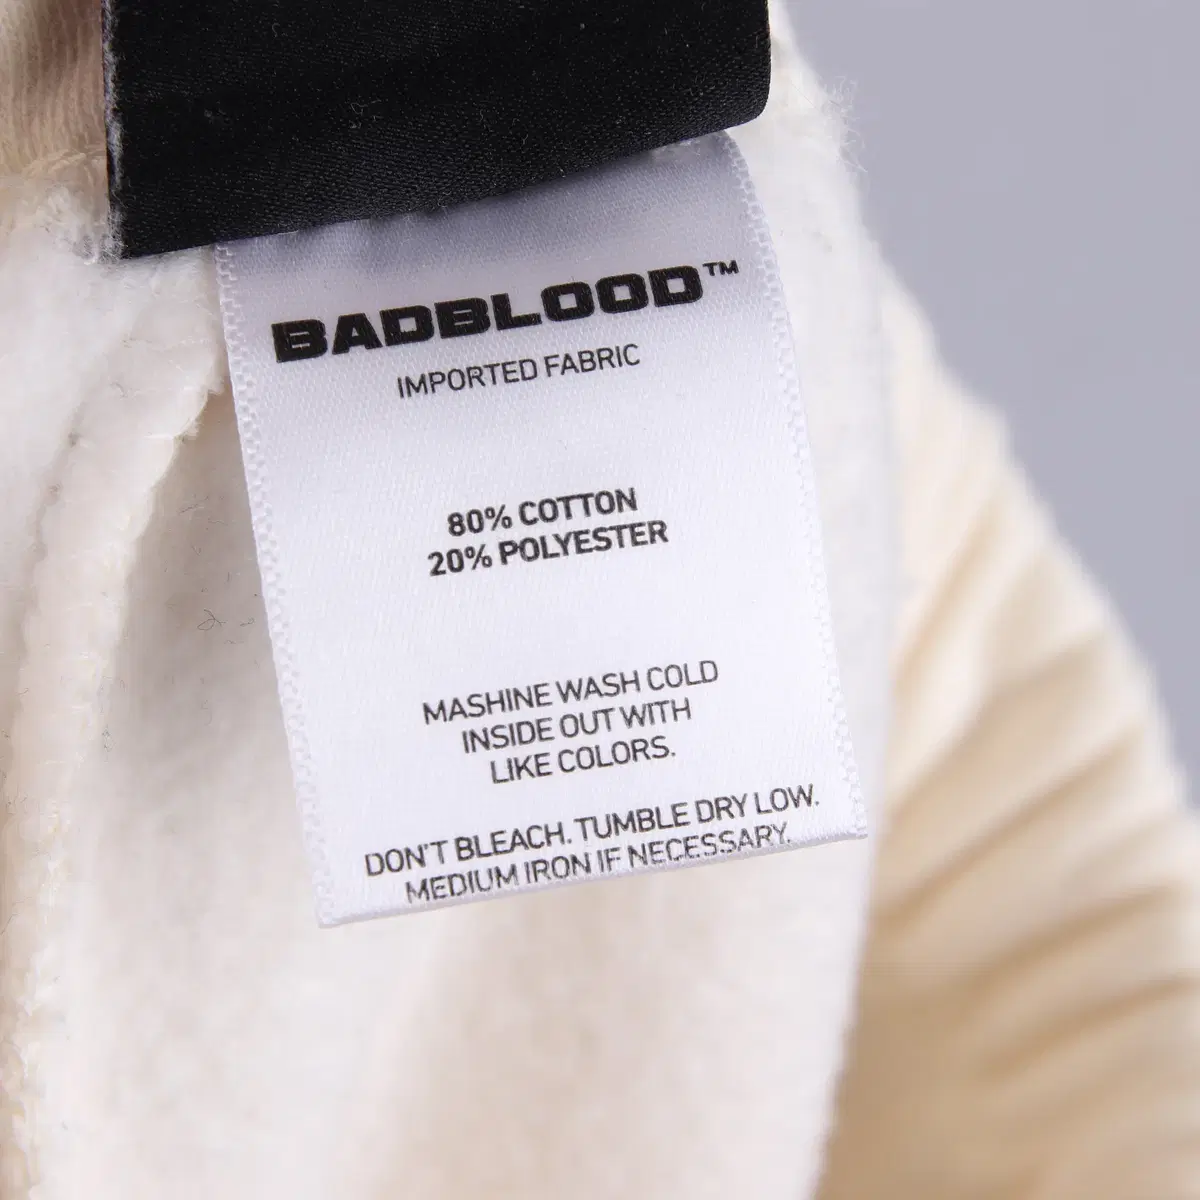 BADBLOOD™
IMPORTED FABRIC
80% COTTON
20% POLYESTER
MASHINE WASH COLD
INSIDE OUT WITH
LIKE COLORS.
DON'T BLEACH. TUMBLE DRY LOW.
MEDIUM IRON IF NECESSARY.